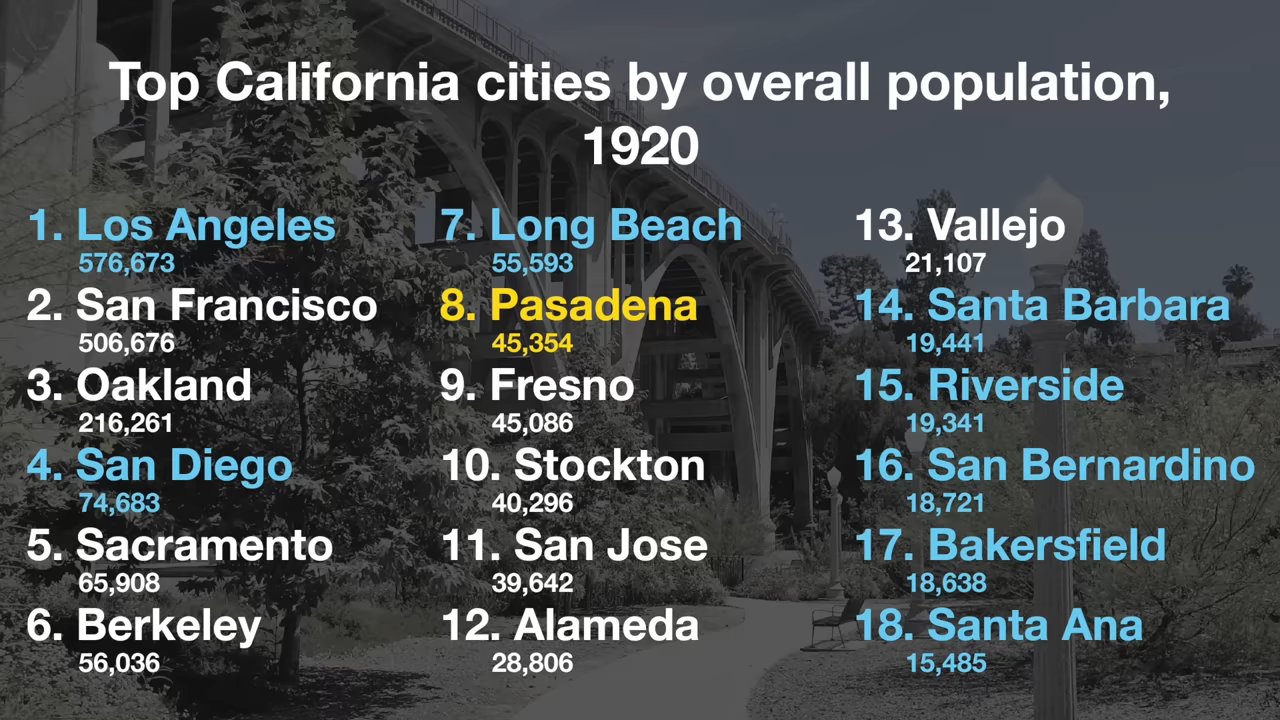 Top California cities by overall population,
1920
1. Los Angeles
576,673
2. San Francisco
506,676
3. Oakland
216,261
4. San Diego
74,683
5. Sacramento
65,908
6. Berkeley
56,036
7. Long Beach
55,593
8. Pasadena
45,354
9. Fresno
45,086
10. Stockton
40,296
11. San Jose
39,642
12. Alameda
28,806
13. Vallejo
21,107
14. Santa Barbara
19,441
15. Riverside
19,341
16. San Bernardino
18,721
17. Bakersfield
18,638
18. Santa Ana
15,485